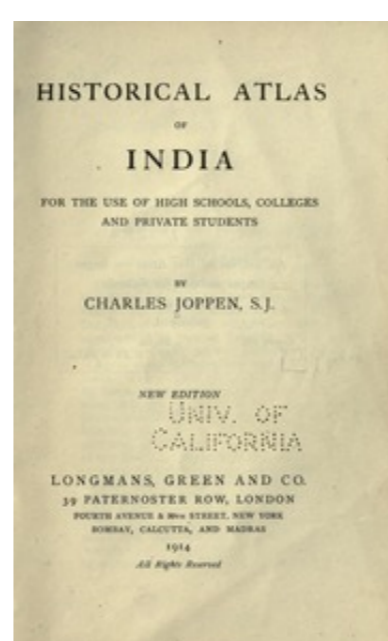 HISTORICAL ATLAS
OF
INDIA
FOR THE USE OF HIGH SCHOOLS, COLLEGES
AND PRIVATE STUDENTS
BY
CHARLES JOPPEN, S.J.
NEW EDITION
UNIV. OF
CALIFORNIA
LONGMANS, GREEN AND CO.
39 PATERNOSTER ROW, LONDON
FOURTH AVENUE & 30TH STREET, NEW YORK
BOMBAY, CALCUTTA, AND MADRAS
1914
All Rights Reserved